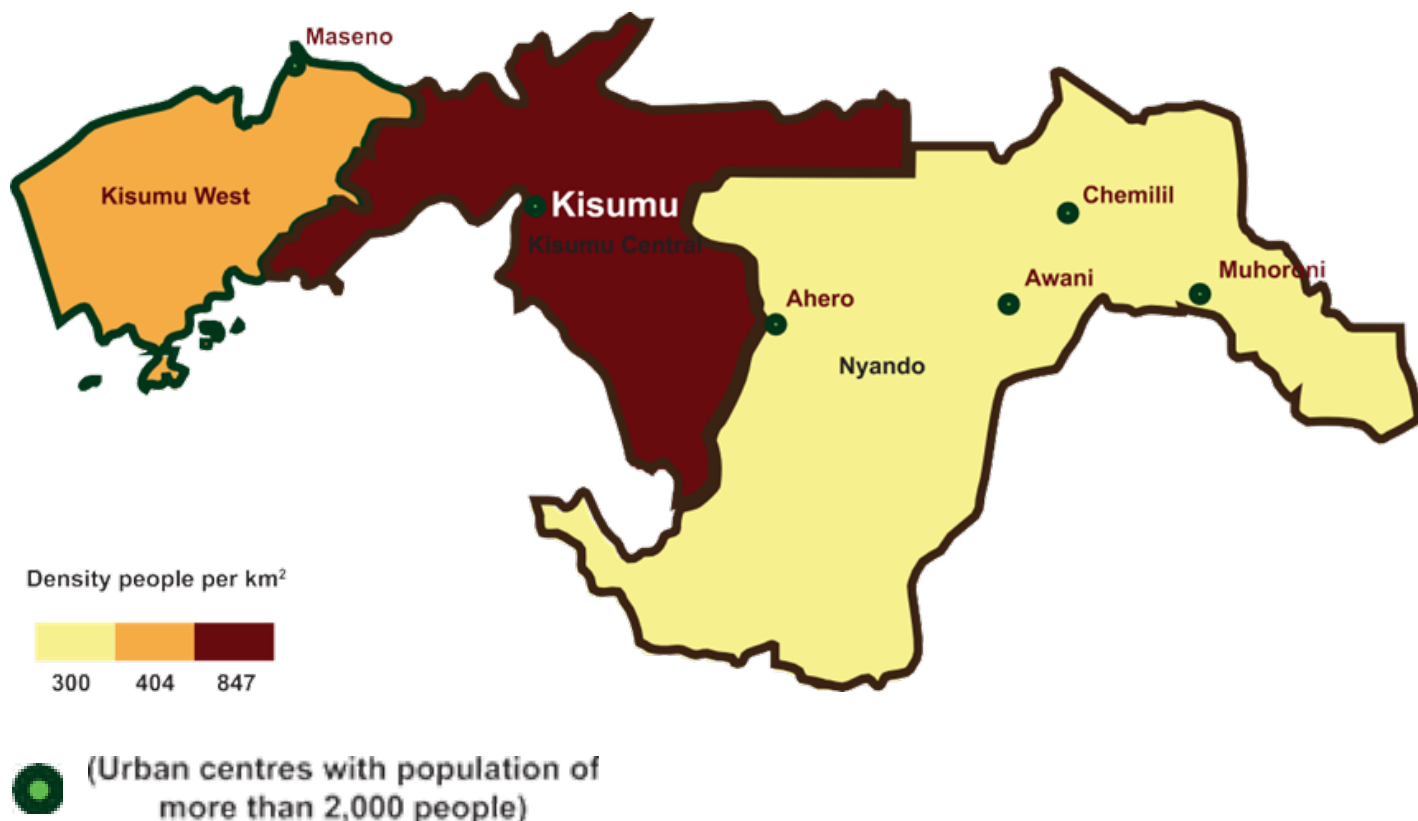 Maseno
Kisumu West
Chemilil
Kisumu
Kisumu Central
Muhoroni
Awani
Ahero
Nyando
Density people per km²
300 404 847
(Urban centres with population of
more than 2,000 people)